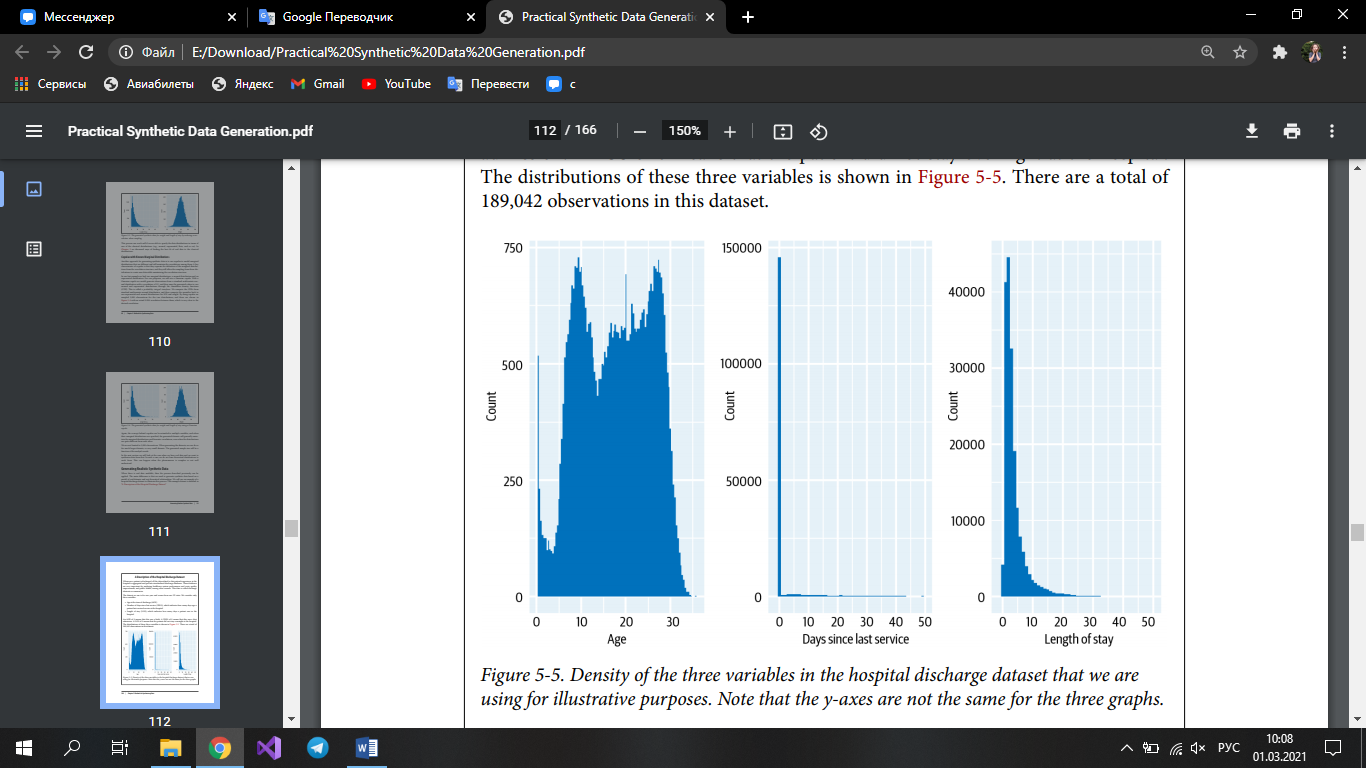 Мессенджер
Google Переводчик
Practical Synthetic Data Generati
Файл
E:/Download/Practical%20Synthetic%20Data%20Generation.pdf
Сервисы
Авиабилеты
Яндекс
Gmail
YouTube
Перевести
с
Practical Synthetic Data Generation.pdf
112 / 166
150%
110
111
112
The distributions of these three variables is shown in Figure 5-5. There are a total of
189,042 observations in this dataset.
750
500
250
0
Count
0 10 20 30
Age
150000
100000
50000
0
Count
0 10 20 30 40 50
Days since last service
40000
30000
20000
10000
0
Count
0 10 20 30 40 50
Length of stay
Figure 5-5. Density of the three variables in the hospital discharge dataset that we are
using for illustrative purposes. Note that the y-axes are not the same for the three graphs.
РУС
10:08
01.03.2021